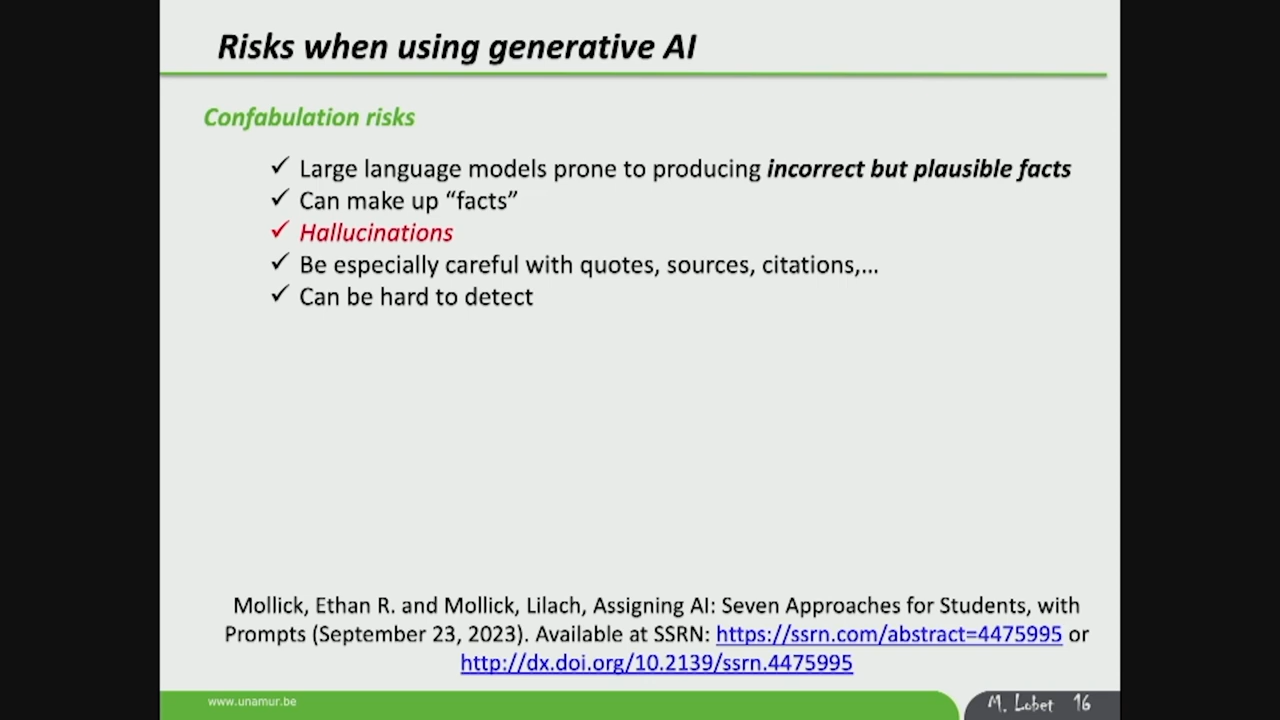 Risks when using generative AI
Confabulation risks
✓ Large language models prone to producing incorrect but plausible facts
✓ Can make up “facts”
✓ Hallucinations
✓ Be especially careful with quotes, sources, citations,…
✓ Can be hard to detect
Mollick, Ethan R. and Mollick, Lilach, Assigning AI: Seven Approaches for Students, with
Prompts (September 23, 2023). Available at SSRN: https://ssrn.com/abstract=4475995 or
http://dx.doi.org/10.2139/ssrn.4475995
www.unamur.be
M. Lobet 16